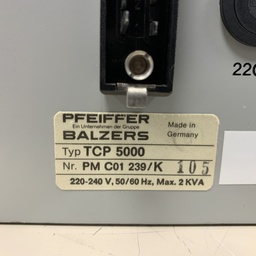 220
PFEIFFER
Ein Unternehmen der Gruppe
BALZERS
Made in
Germany
Typ TCP 5000
Nr. PM C01 239/K 105
220-240 V, 50/60 Hz, Max. 2 KVA